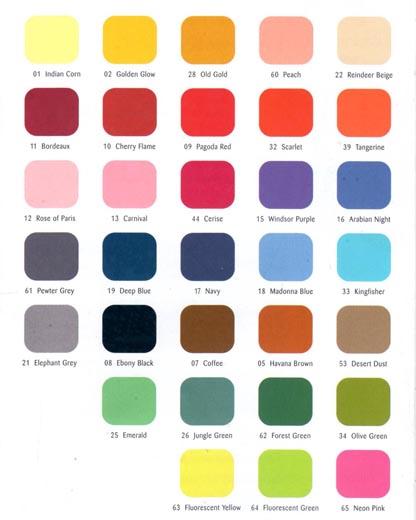 01 Indian Corn
02 Golden Glow
28 Old Gold
60 Peach
22 Reindeer Beige
11 Bordeaux
10 Cherry Flame
09 Pagoda Red
32 Scarlet
39 Tangerine
12 Rose of Paris
13 Carnival
44 Cerise
15 Windsor Purple
16 Arabian Night
61 Pewter Grey
19 Deep Blue
17 Navy
18 Madonna Blue
33 Kingfisher
21 Elephant Grey
08 Ebony Black
07 Coffee
05 Havana Brown
53 Desert Dust
25 Emerald
26 Jungle Green
62 Forest Green
34 Olive Green
63 Fluorescent Yellow
64 Fluorescent Green
65 Neon Pink